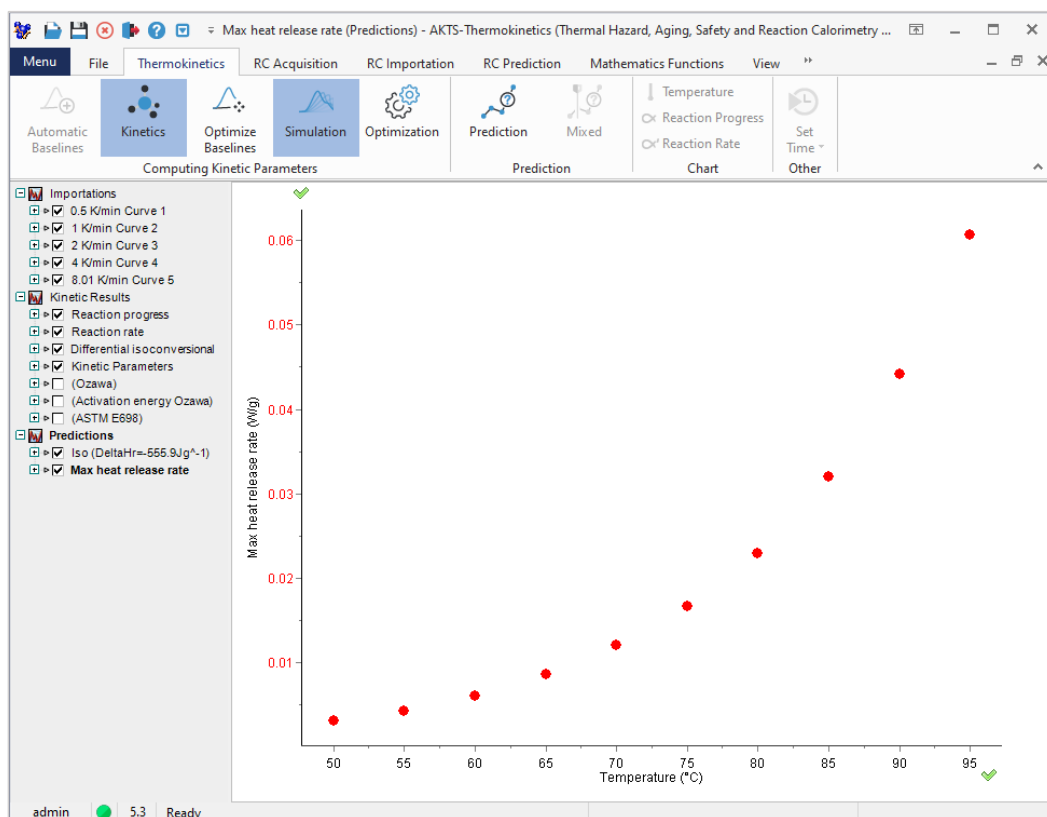 Max heat release rate (Predictions) - AKTS-Thermokinetics (Thermal Hazard, Aging, Safety and Reaction Calorimetry ...
Menu File Thermokinetics RC Acquisition RC Importation RC Prediction Mathematics Functions View
Automatic Baselines
Kinetics
Optimize Baselines
Simulation
Optimization
Computing Kinetic Parameters
Prediction
Mixed
Prediction
Temperature
Reaction Progress
Reaction Rate
Chart
Set Time
Other
Importations
0.5 K/min Curve 1
1 K/min Curve 2
2 K/min Curve 3
4 K/min Curve 4
8.01 K/min Curve 5
Kinetic Results
Reaction progress
Reaction rate
Differential isoconversional
Kinetic Parameters
(Ozawa)
(Activation energy Ozawa)
(ASTM E698)
Predictions
Iso (DeltaHr=-555.9Jg^-1)
Max heat release rate
Max heat release rate (W/g)
0.06
0.05
0.04
0.03
0.02
0.01
50 55 60 65 70 75 80 85 90 95
Temperature (°C)
admin 5.3 Ready